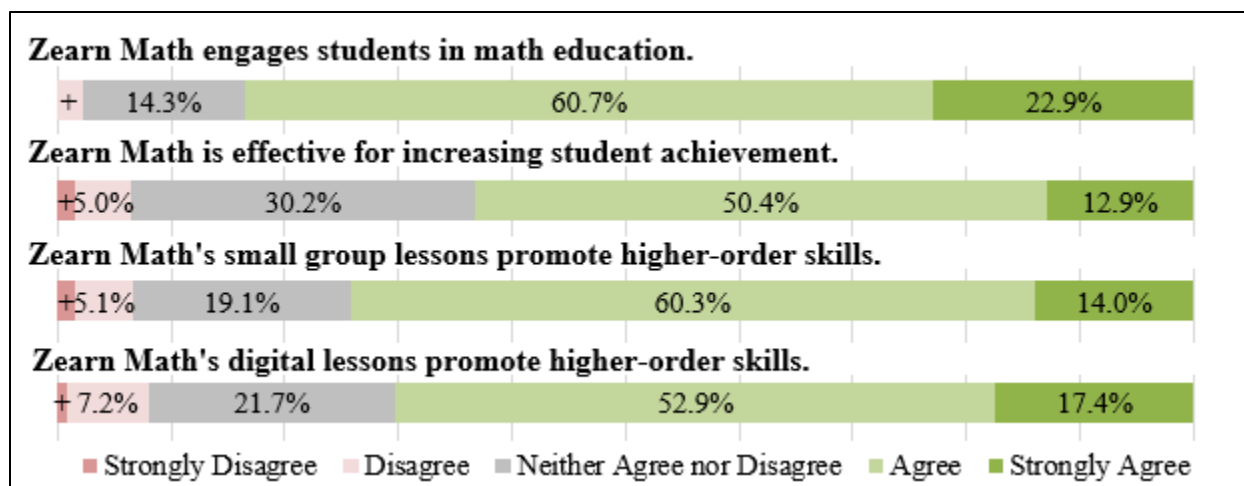 Zearn Math engages students in math education.
+ 14.3% 60.7% 22.9%
Zearn Math is effective for increasing student achievement.
+5.0% 30.2% 50.4% 12.9%
Zearn Math's small group lessons promote higher-order skills.
+5.1% 19.1% 60.3% 14.0%
Zearn Math's digital lessons promote higher-order skills.
+ 7.2% 21.7% 52.9% 17.4%
Strongly Disagree Disagree Neither Agree nor Disagree Agree Strongly Agree